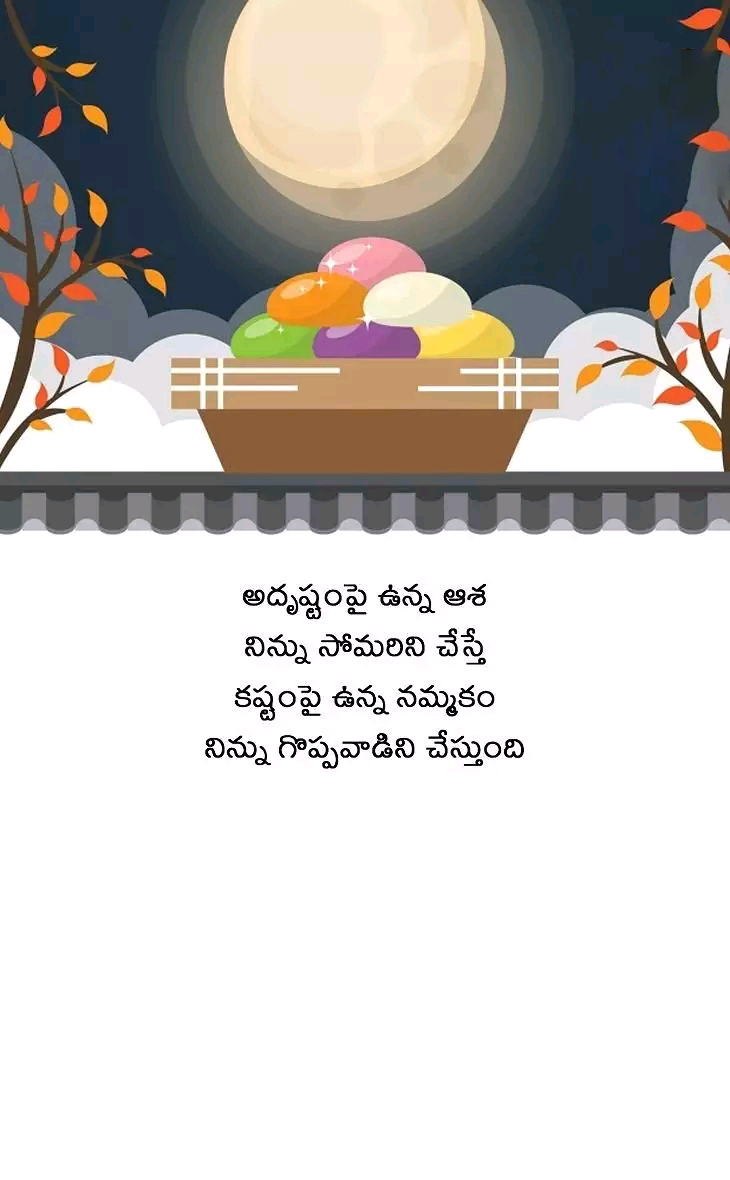 అదృష్టంపై ఉన్న ఆశ
నిన్ను సోమరిని చేస్తే
కష్టంపై ఉన్న నమ్మకం
నిన్ను గొప్పవాడిని చేస్తుంది